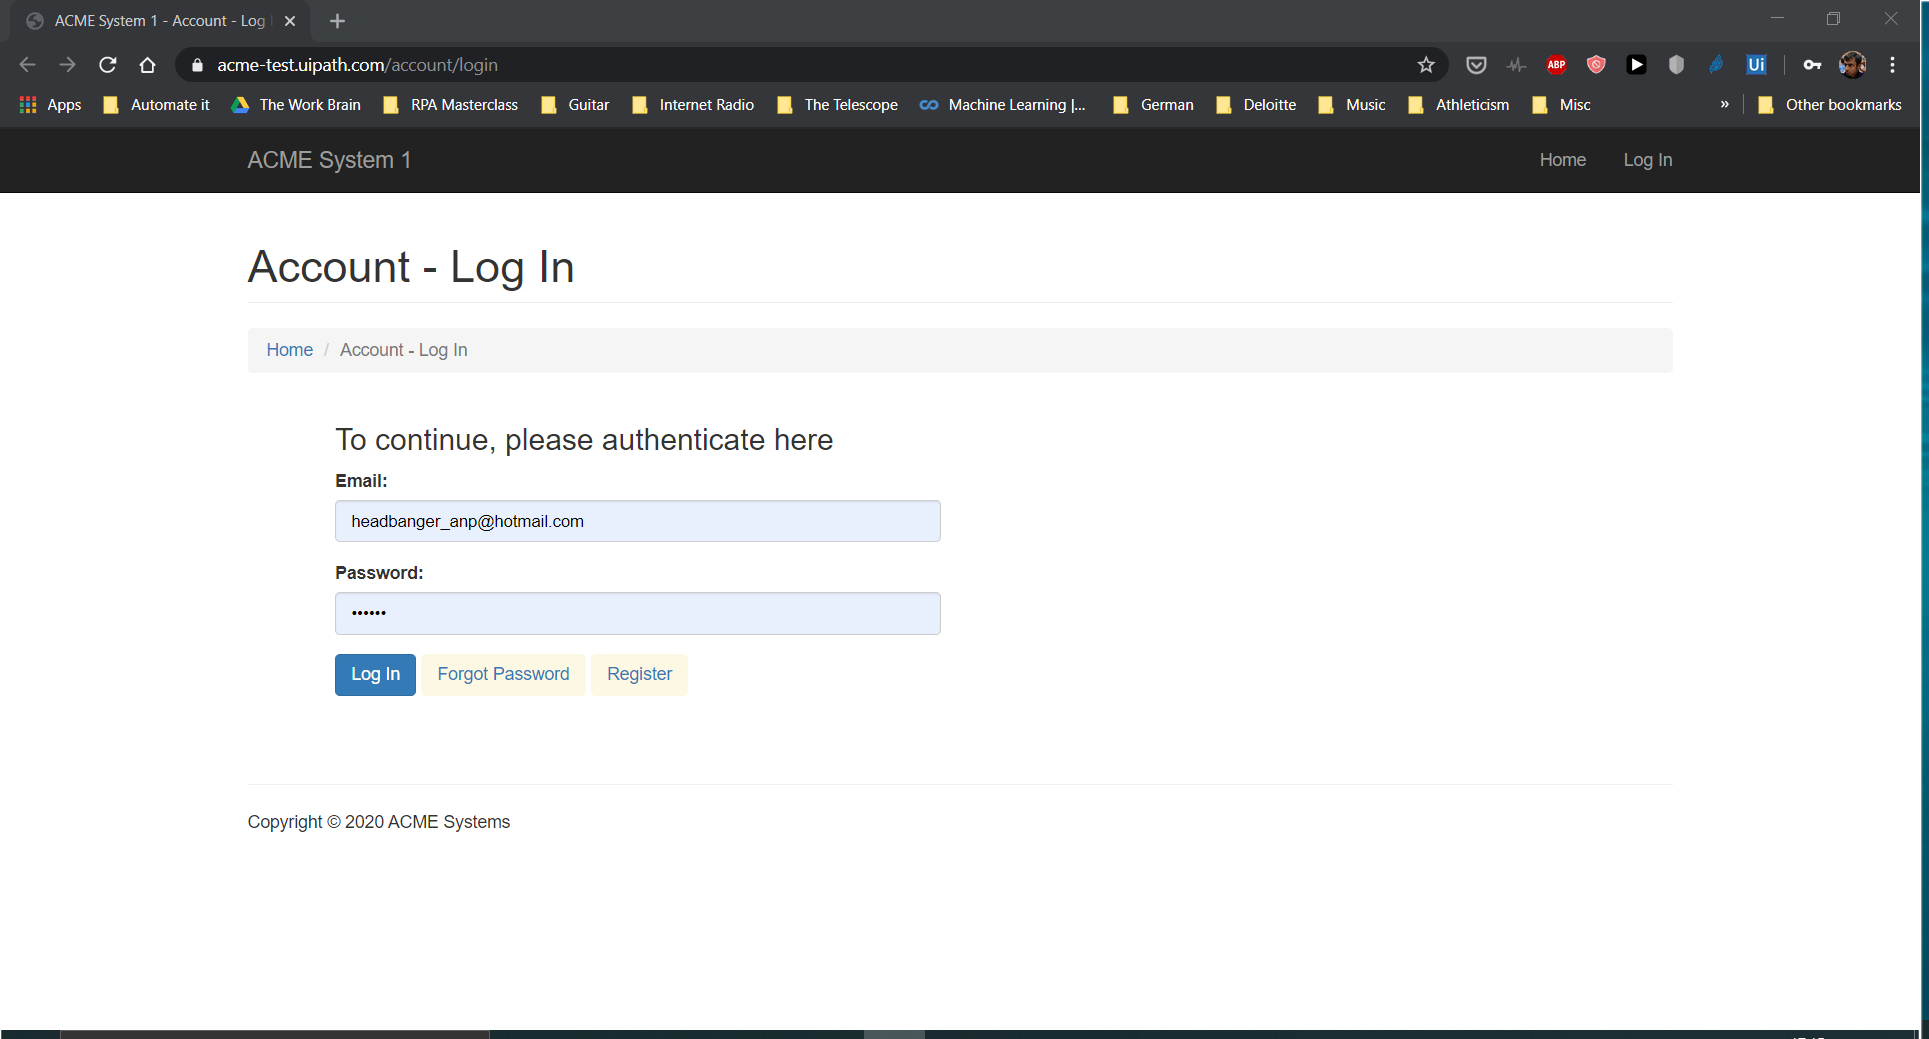 ACME System 1 - Account - Log
acme-test.uipath.com/account/login
ABP
Ui
Apps Automate it The Work Brain RPA Masterclass Guitar Internet Radio The Telescope Machine Learning |... German Deloitte Music Athleticism Misc » Other bookmarks
ACME System 1 Home Log In
Account - Log In
Home / Account - Log In
To continue, please authenticate here
Email:
headbanger_anp@hotmail.com
Password:
••••••
Log In Forgot Password Register
Copyright © 2020 ACME Systems